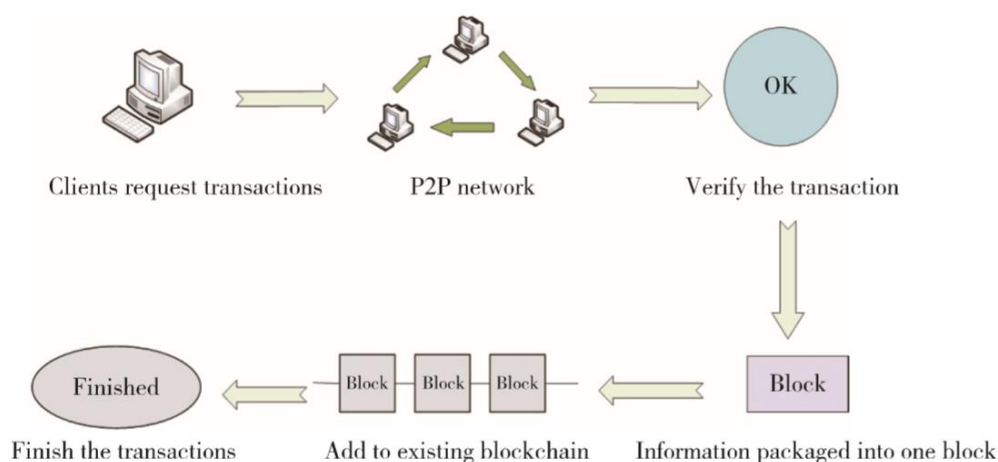 OK
Clients request transactions
P2P network
Verify the transaction
Finished
Block
Block
Block
Block
Finish the transactions
Add to existing blockchain
Information packaged into one block